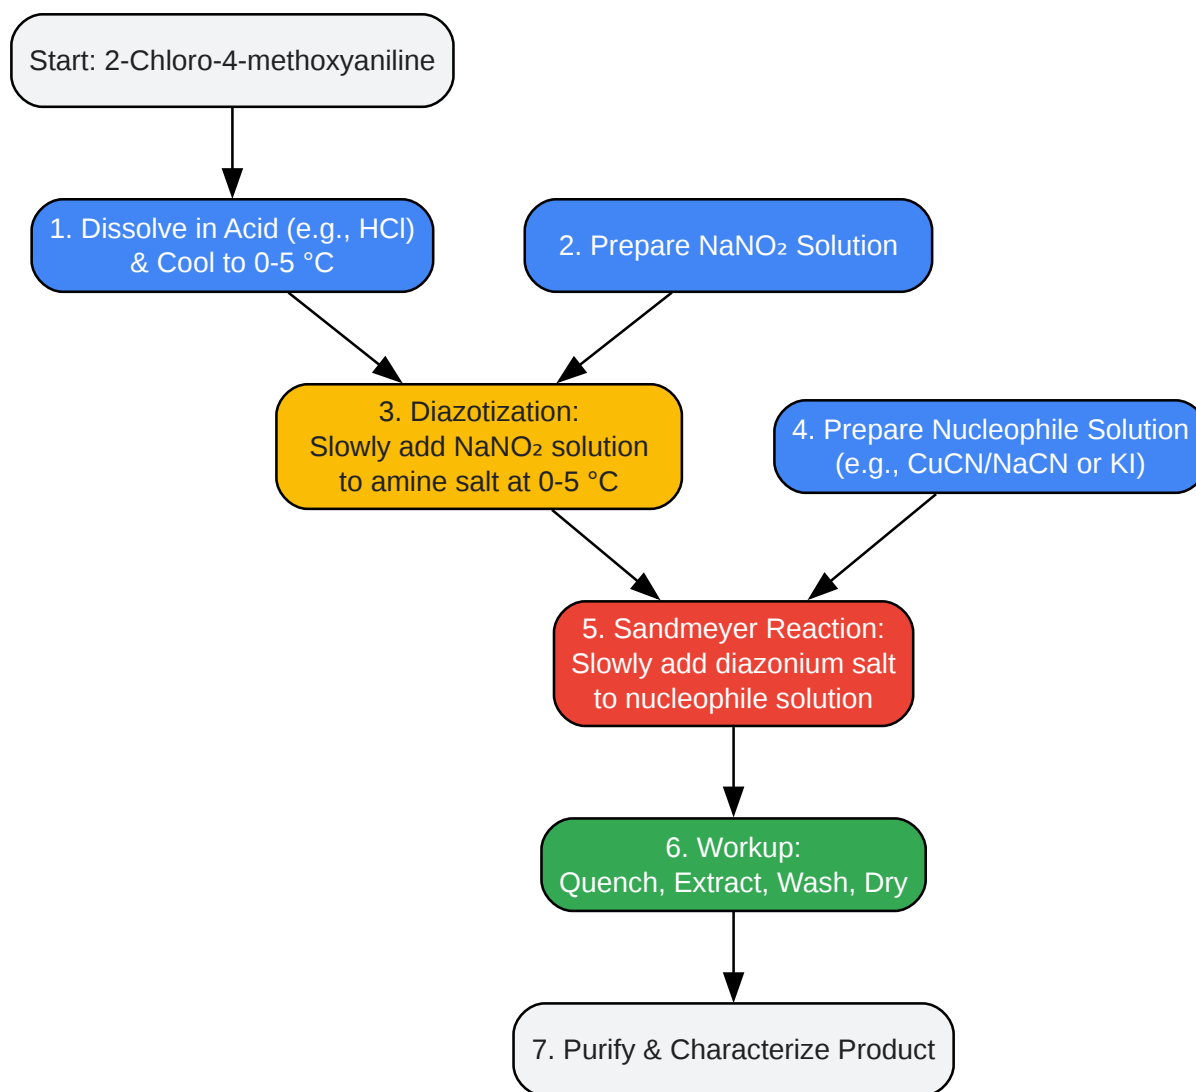 Start: 2-Chloro-4-methoxyaniline
1. Dissolve in Acid (e.g., HCl)
& Cool to 0-5 °C
2. Prepare NaNO₂ Solution
3. Diazotization:
Slowly add NaNO₂ solution
to amine salt at 0-5 °C
4. Prepare Nucleophile Solution
(e.g., CuCN/NaCN or KI)
5. Sandmeyer Reaction:
Slowly add diazonium salt
to nucleophile solution
6. Workup:
Quench, Extract, Wash, Dry
7. Purify & Characterize Product